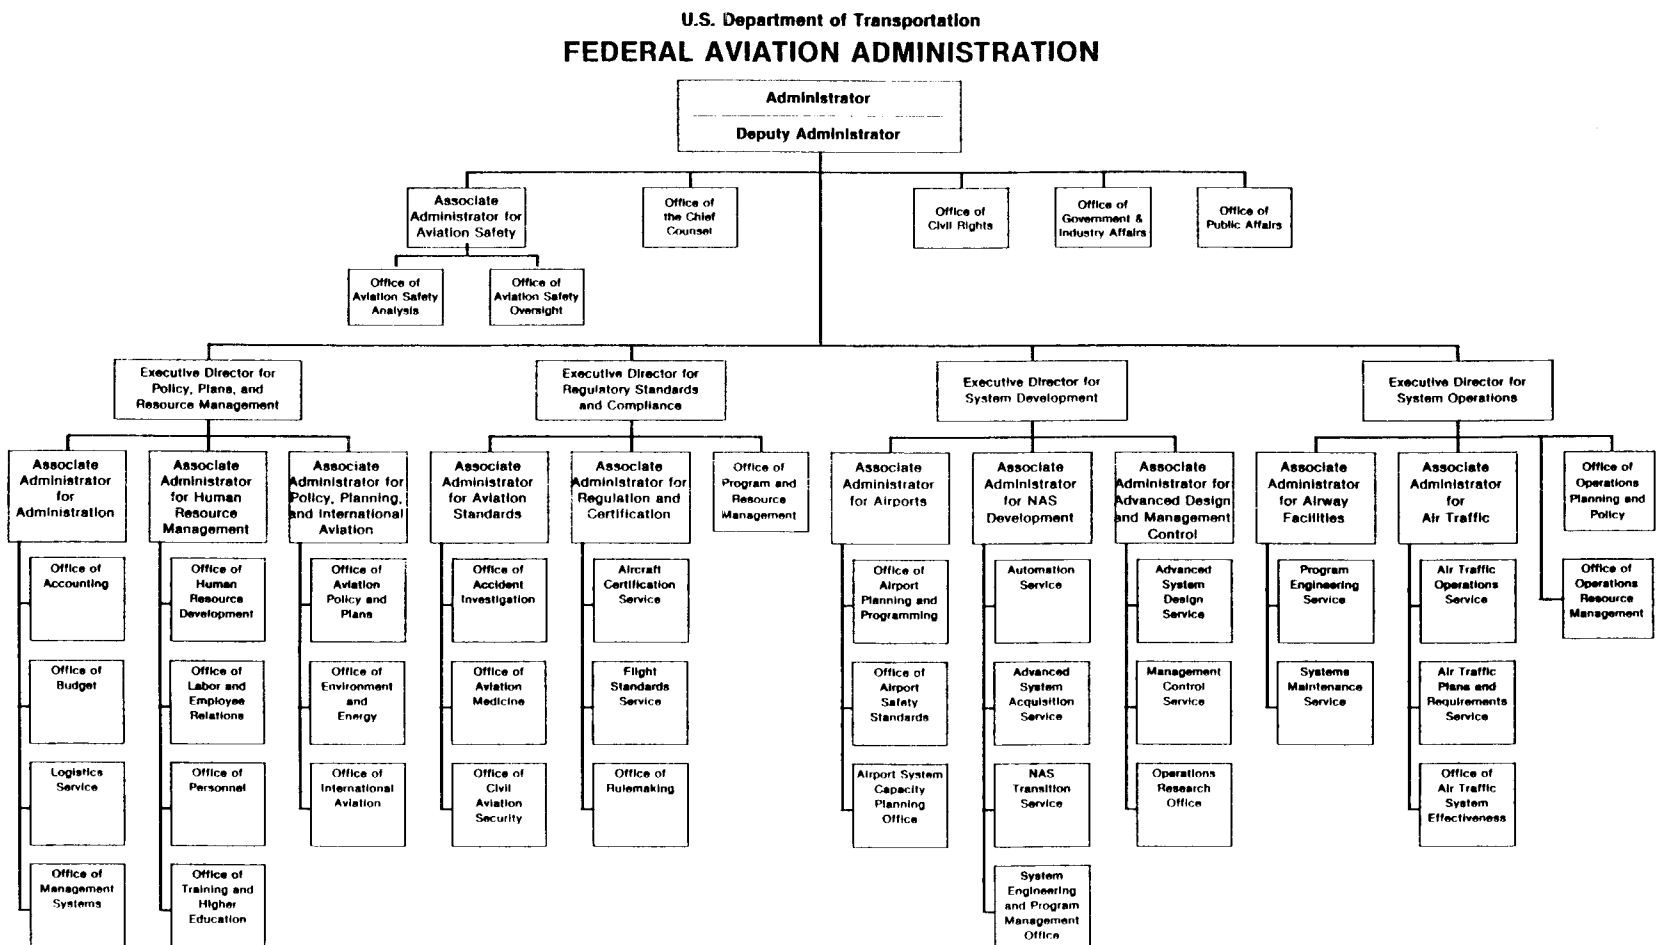 U.S. Department of Transportation
FEDERAL AVIATION ADMINISTRATION
Administrator
Deputy Administrator
Associate
Administrator for
Aviation Safety
Office of
the Chief
Counsel
Office of
Civil Rights
Office of
Government &
Industry Affairs
Office of
Public Affairs
Office of
Aviation Safety
Analysis
Office of
Aviation Safety
Oversight
Executive Director for
Policy, Plans, and
Resource Management
Executive Director for
Regulatory Standards
and Compliance
Executive Director for
System Development
Executive Director for
System Operations
Associate
Administrator
for
Administration
Associate
Administrator
for Human
Resource
Management
Associate
Administrator for
Policy, Planning,
and International
Aviation
Associate
Administrator
for Aviation
Standards
Associate
Administrator for
Regulation and
Certification
Office of
Program and
Resource
Management
Associate
Administrator
for Airports
Associate
Administrator
for NAS
Development
Associate
Administrator for
Advanced Design
and Management
Control
Associate
Administrator
for Airway
Facilities
Associate
Administrator
for
Air Traffic
Office of
Operations
Planning and
Policy
Office of
Accounting
Office of
Human
Resource
Development
Office of
Aviation
Policy and
Plans
Office of
Accident
Investigation
Aircraft
Certification
Service
Office of
Airport
Planning and
Programming
Automation
Service
Advanced
System
Design
Service
Program
Engineering
Service
Air Traffic
Operations
Service
Office of
Operations
Resource
Management
Office of
Budget
Office of
Labor and
Employee
Relations
Office of
Environment
and
Energy
Office of
Aviation
Medicine
Flight
Standards
Service
Office of
Airport
Safety
Standards
Advanced
System
Acquisition
Service
Management
Control
Service
Systems
Maintenance
Service
Air Traffic
Plans and
Requirements
Service
Logistics
Service
Office of
Personnel
Office of
International
Aviation
Office of
Civil
Aviation
Security
Office of
Rulemaking
Airport System
Capacity
Planning
Office
NAS
Transition
Service
Operations
Research
Office
Office of
Air Traffic
System
Effectiveness
Office of
Management
Systems
Office of
Training and
Higher
Education
System
Engineering
and Program
Management
Office